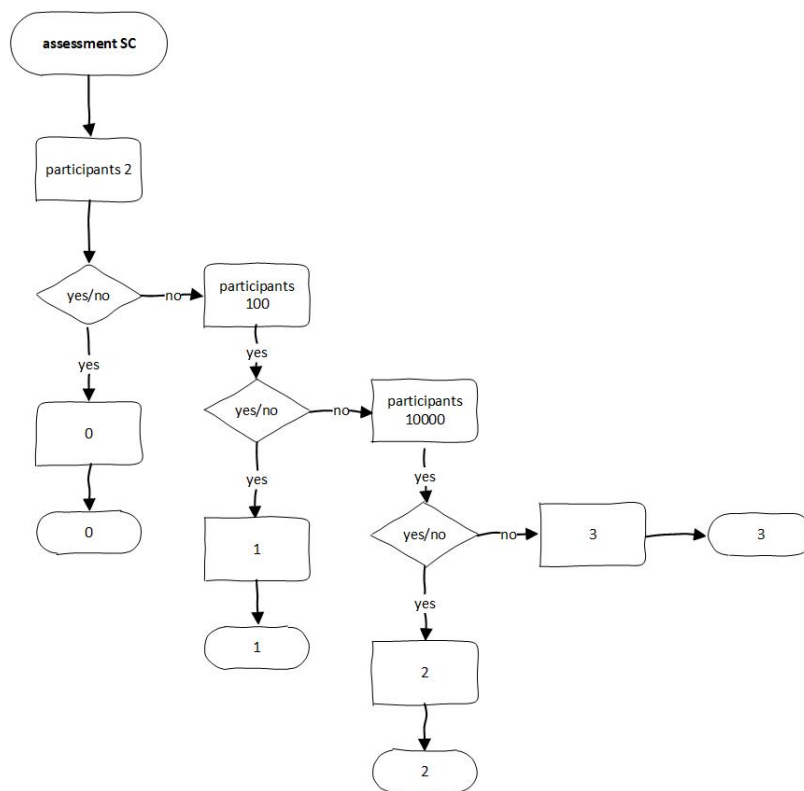 assessment SC
participants 2
yes/no
no
participants
100
yes
yes
yes/no
no
participants
10000
0
yes
yes
0
1
yes/no
no
3
3
yes
1
2
2